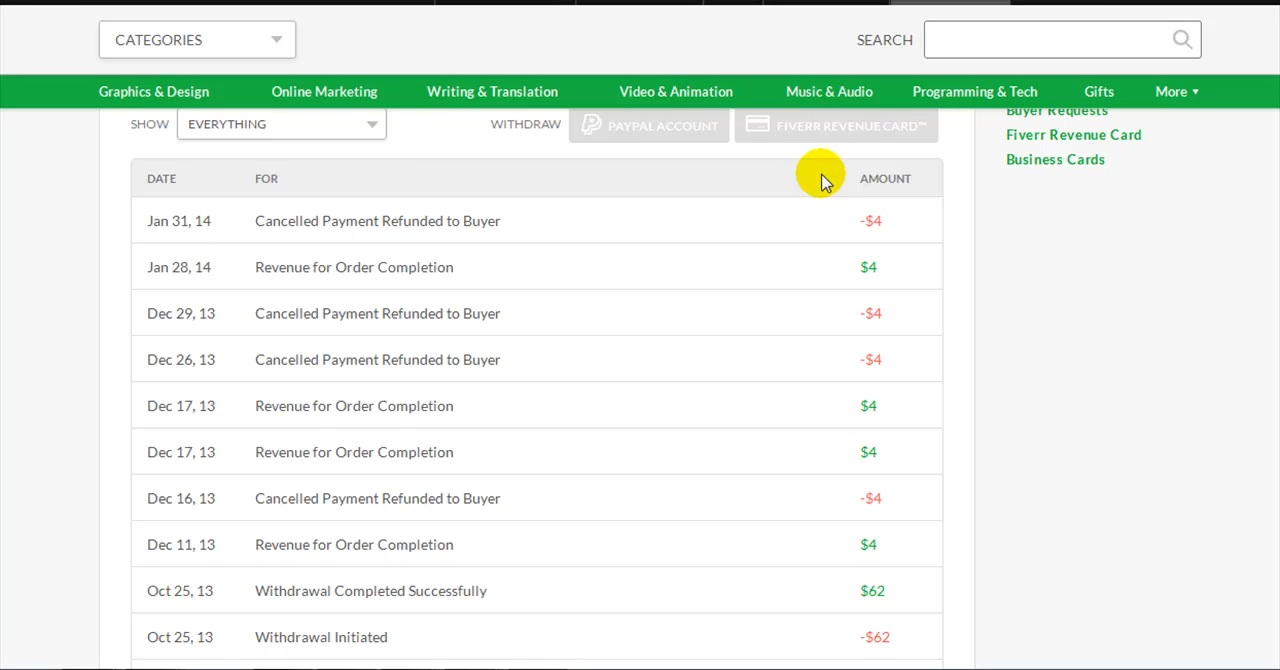 CATEGORIES SEARCH
Graphics & Design Online Marketing Writing & Translation Video & Animation Music & Audio Programming & Tech Gifts More
SHOW EVERYTHING WITHDRAW PAYPAL ACCOUNT FIVERR REVENUE CARD™
Buyer Requests
Fiverr Revenue Card
Business Cards
DATE FOR AMOUNT
Jan 31, 14 Cancelled Payment Refunded to Buyer -$4
Jan 28, 14 Revenue for Order Completion $4
Dec 29, 13 Cancelled Payment Refunded to Buyer -$4
Dec 26, 13 Cancelled Payment Refunded to Buyer -$4
Dec 17, 13 Revenue for Order Completion $4
Dec 17, 13 Revenue for Order Completion $4
Dec 16, 13 Cancelled Payment Refunded to Buyer -$4
Dec 11, 13 Revenue for Order Completion $4
Oct 25, 13 Withdrawal Completed Successfully $62
Oct 25, 13 Withdrawal Initiated -$62